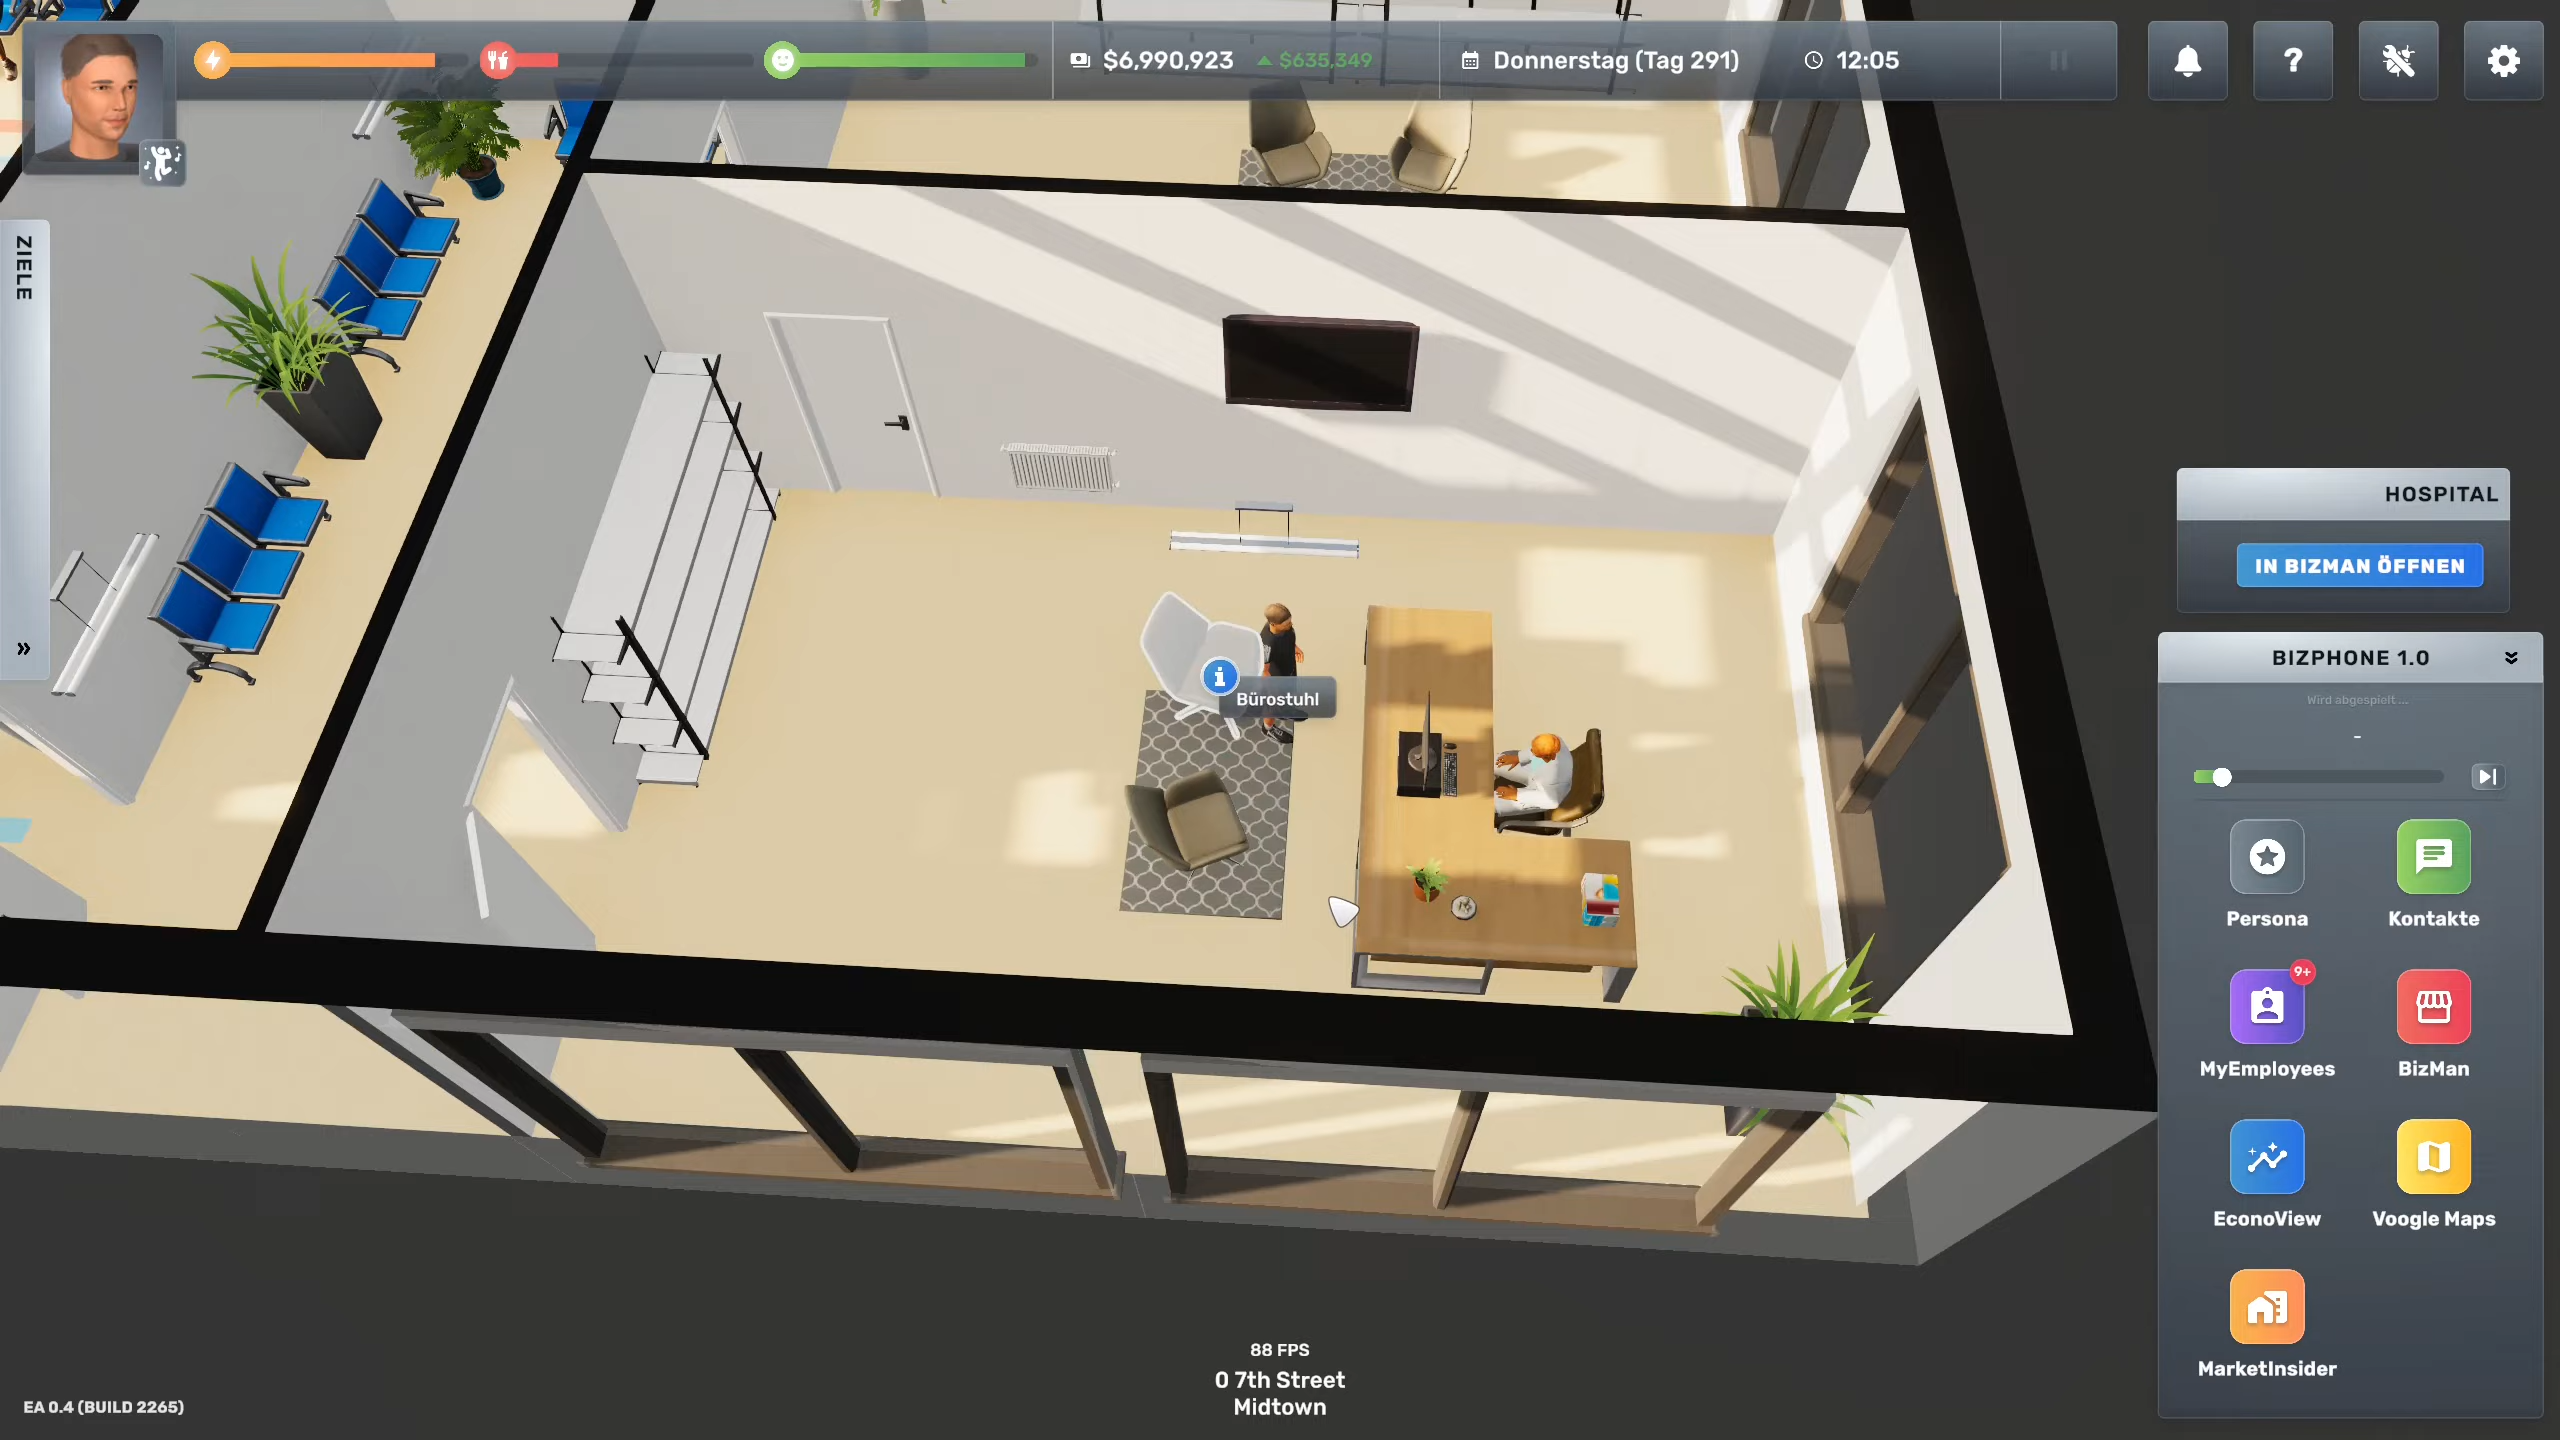 $6,990,923
$635,349
Donnerstag (Tag 291)
12:05
?
ZIELE
HOSPITAL
IN BIZMAN ÖFFNEN
BIZPHONE 1.0
Wird abgespielt...
-
Bürostuhl
Persona
Kontakte
9+
MyEmployees
BizMan
EconoView
Voogle Maps
MarketInsider
88 FPS
0 7th Street
Midtown
EA 0.4 (BUILD 2265)